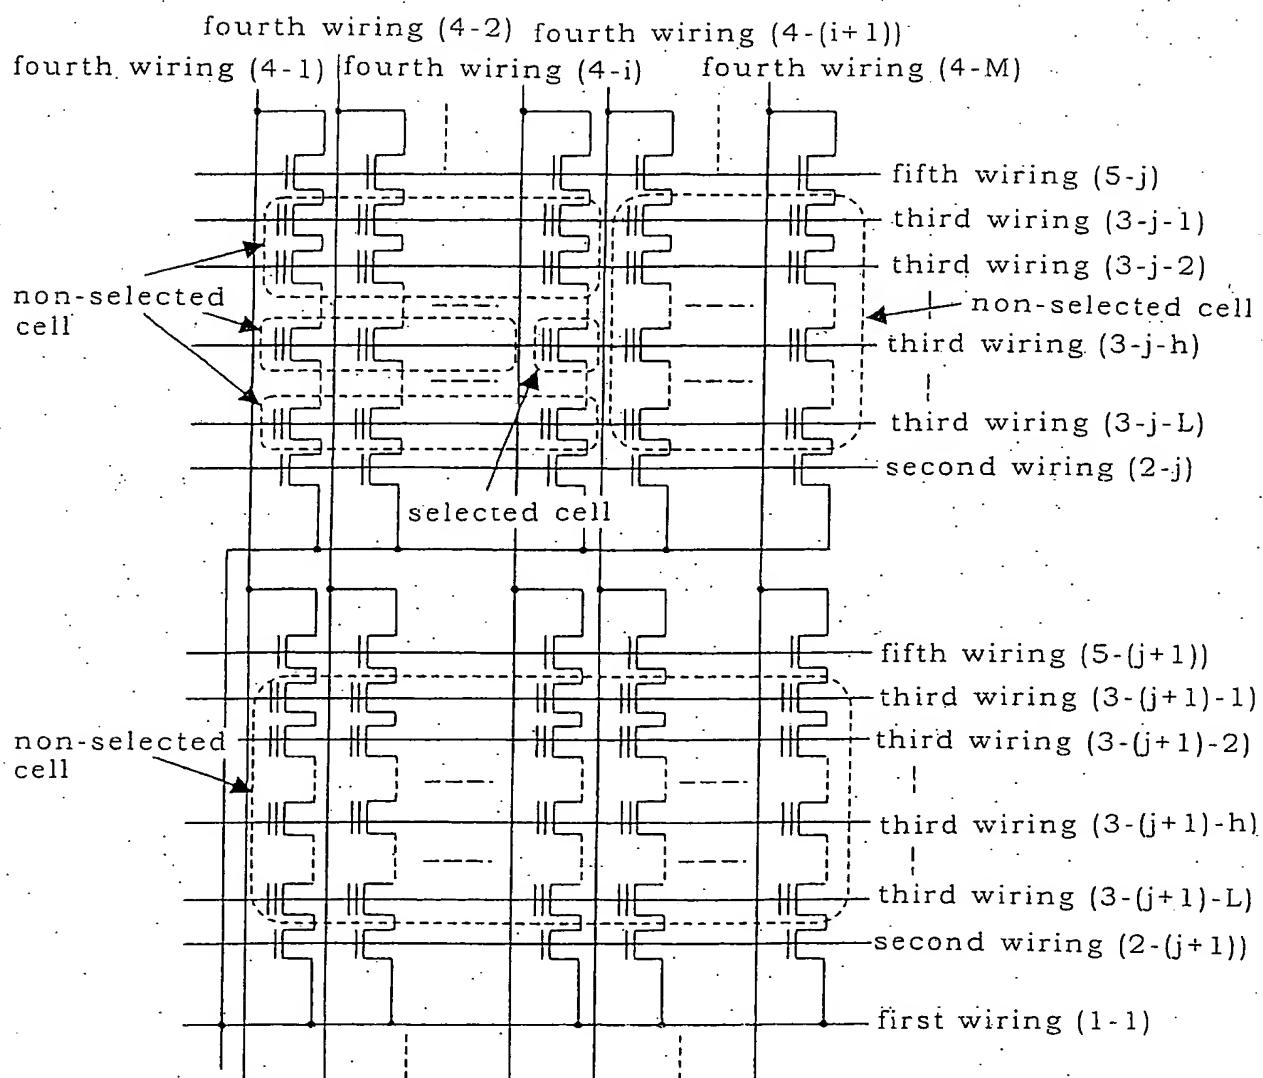 fourth wiring (4-2) fourth wiring (4-(i+1))
fourth wiring (4-1) fourth wiring (4-i) fourth wiring (4-M)
fifth wiring (5-j)
third wiring (3-j-1)
third wiring (3-j-2)
non-selected
cell
non-selected cell
third wiring (3-j-h)
third wiring (3-j-L)
second wiring (2-j)
selected cell
fifth wiring (5-(j+1))
third wiring (3-(j+1)-1)
non-selected
cell
third wiring (3-(j+1)-2)
third wiring (3-(j+1)-h)
third wiring (3-(j+1)-L)
second wiring (2-(j+1))
first wiring (1-1)